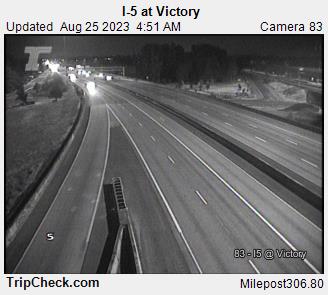 I-5 at Victory
Updated Aug 25 2023 4:51 AM Camera 83
T
S
83 - I5 @ Victory
TripCheck.com Milepost306.80